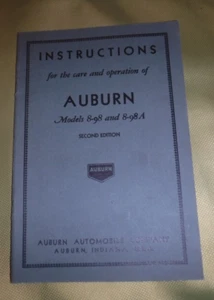 INSTRUCTIONS
for the care and operation of
AUBURN
Models 8-98 and 8-98A
SECOND EDITION
AUBURN
AUBURN AUTOMOBILE COMPANY
AUBURN, INDIANA, U.S.A.